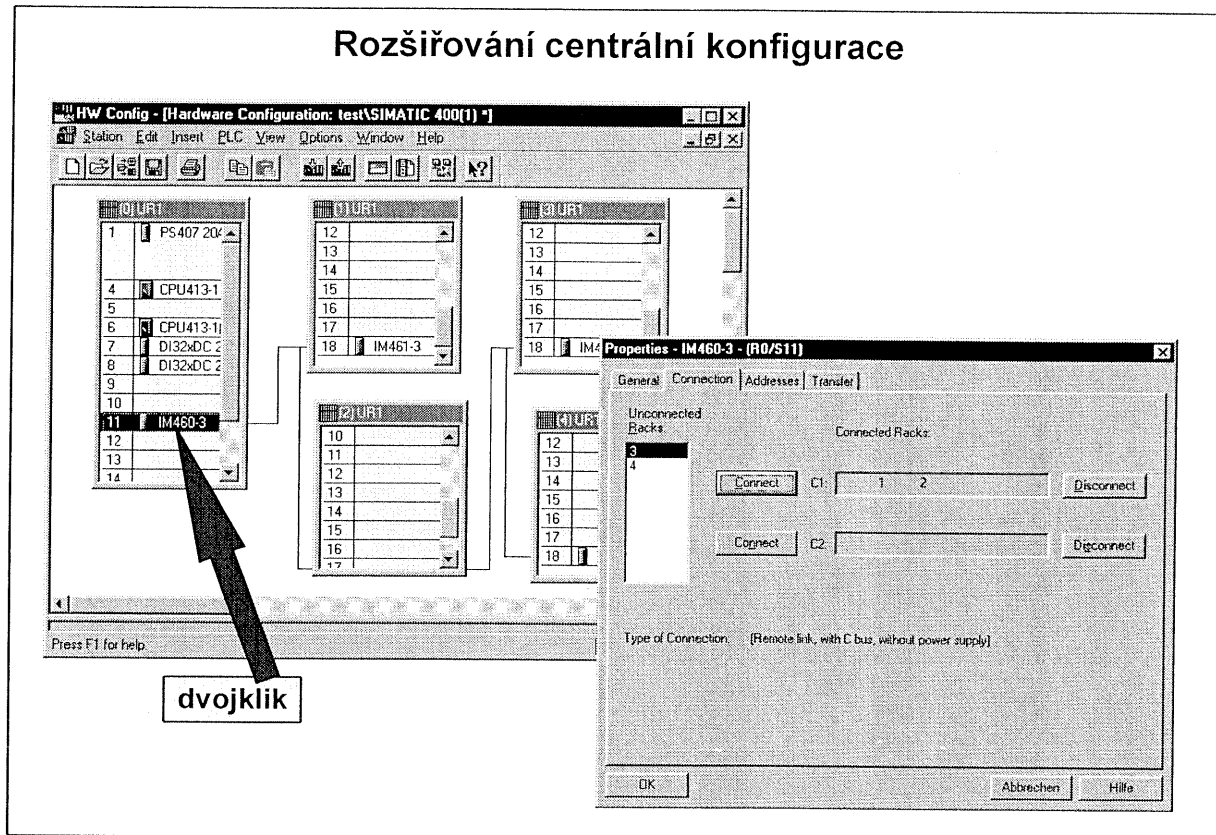 Rozšiřování centrální konfigurace
HW Config - [Hardware Configuration: test\SIMATIC 400(1) *]
Station Edit Insert PLC View Options Window Help
(0) UR1
1 PS407 20A
4 CPU413-1
5
6 CPU413-1
7 DI32xDC 2
8 DI32xDC 2
9
10
11 IM460-3
12
13
14
(1) UR1
12
13
14
15
16
17
18 IM461-3
(2) UR1
10
11
12
13
14
15
16
17
(3) UR1
12
13
14
15
16
17
18 IM4
(4) UR1
12
13
14
15
16
17
18
Press F1 for help.
dvojklik
Properties - IM460-3 - (R0/S11)
General Connection Addresses Transfer
Unconnected
Racks:
3
4
Connected Racks:
Connect C1: 1 2 Disconnect
Connect C2: Disconnect
Type of Connection: [Remote link, with C bus, without power supply]
OK Abbrechen Hilfe